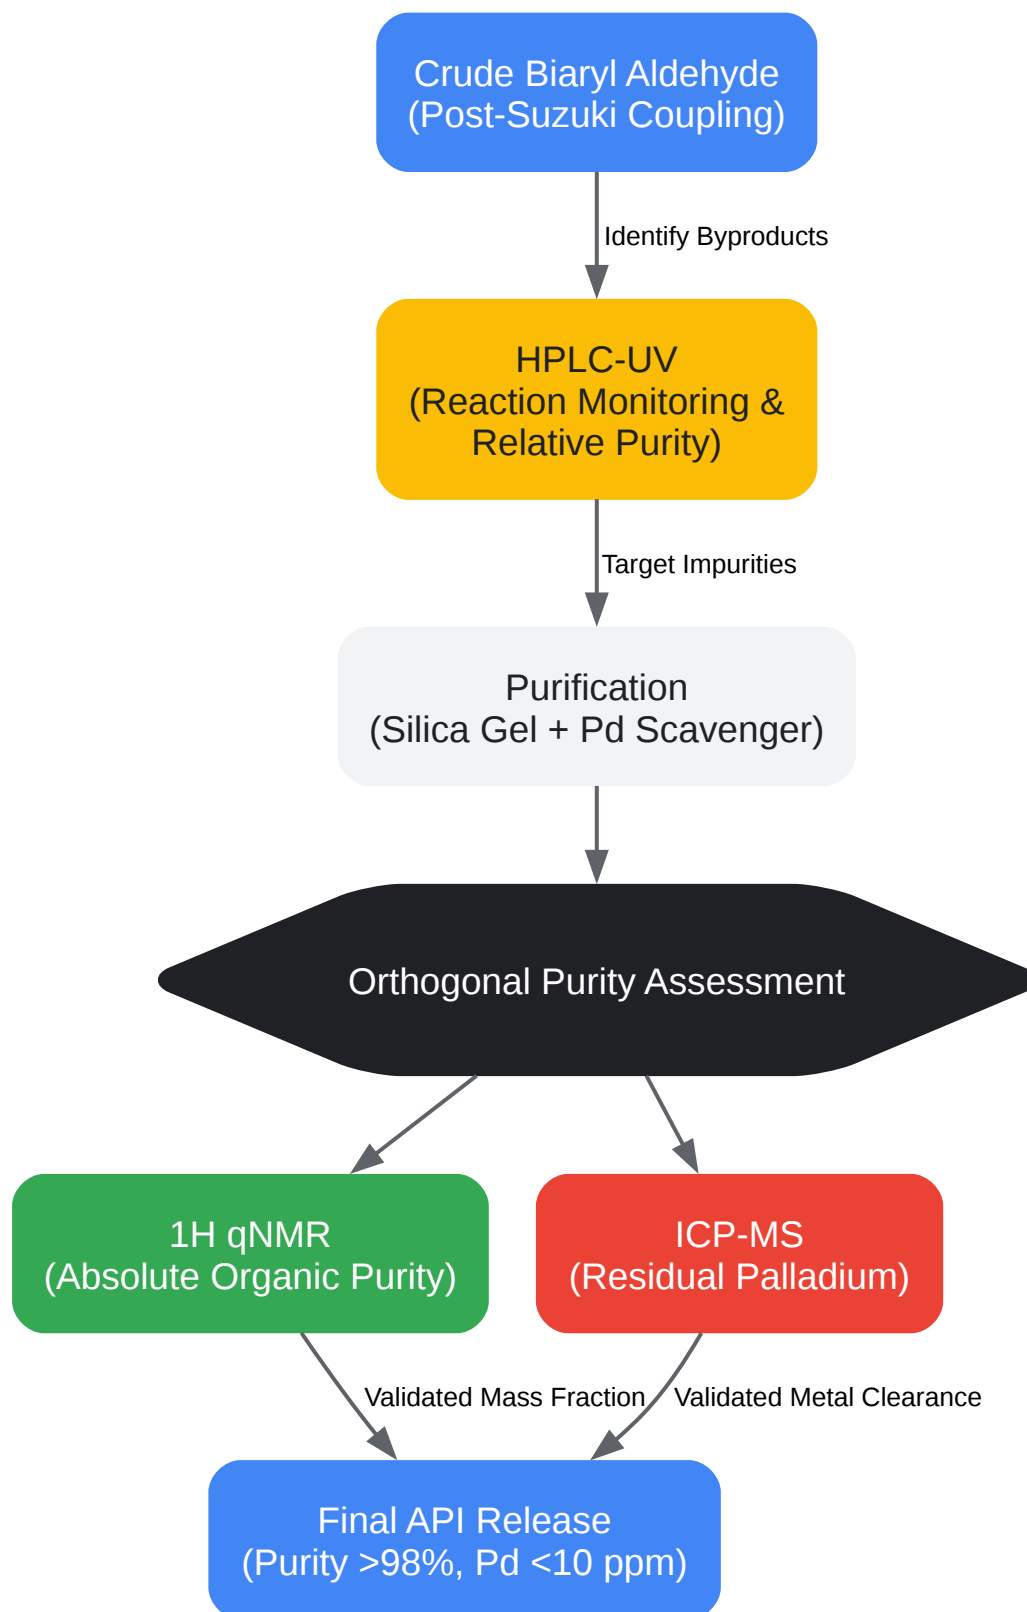 Crude Biaryl Aldehyde
(Post-Suzuki Coupling)
Identify Byproducts
HPLC-UV
(Reaction Monitoring &
Relative Purity)
Target Impurities
Purification
(Silica Gel + Pd Scavenger)
Orthogonal Purity Assessment
1H qNMR
(Absolute Organic Purity)
ICP-MS
(Residual Palladium)
Validated Mass Fraction
Validated Metal Clearance
Final API Release
(Purity >98%, Pd <10 ppm)